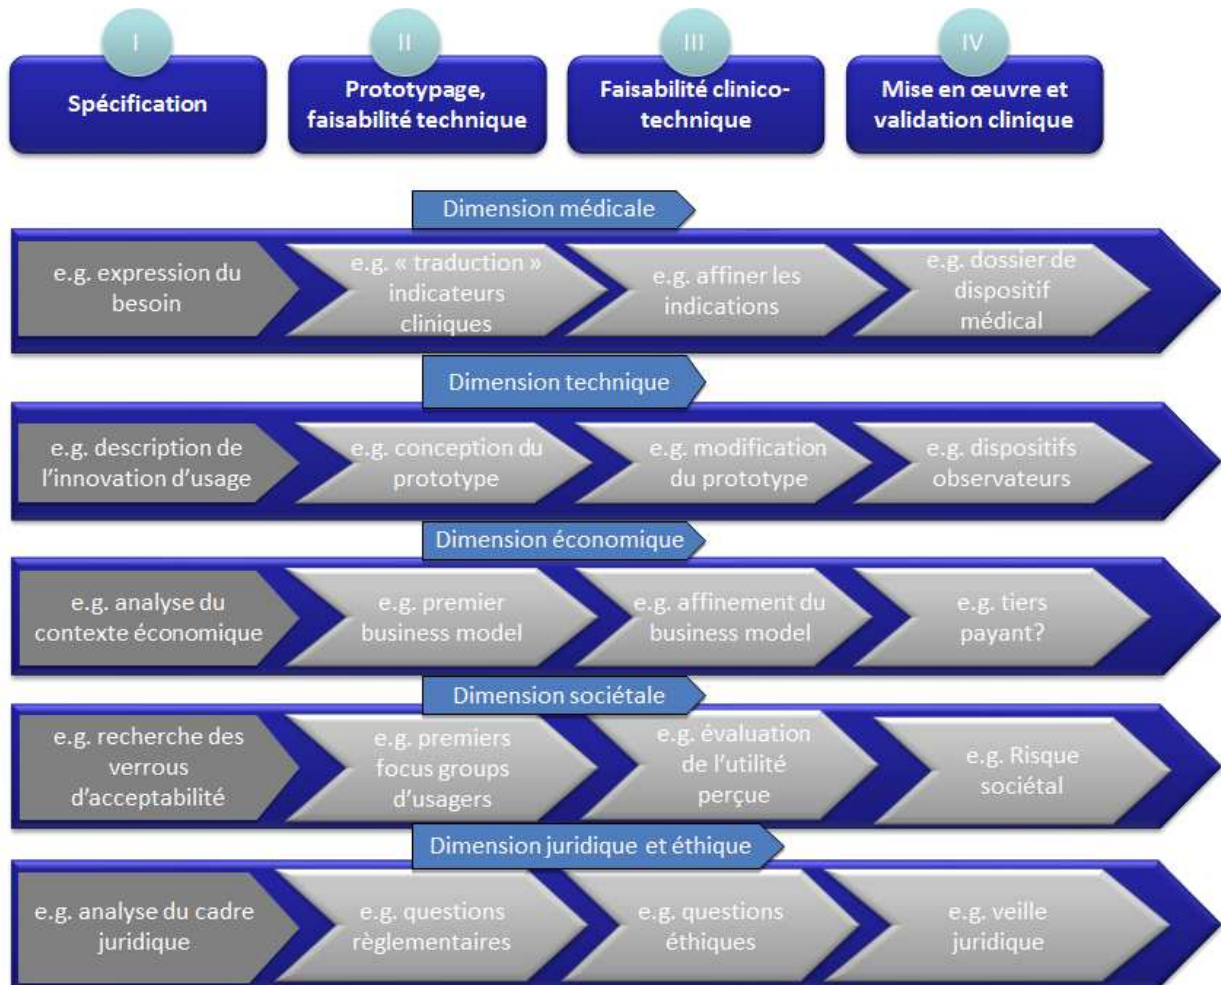 I
II
III
IV
Spécification
Prototypage,
faisabilité technique
Faisabilité clinico-
technique
Mise en œuvre et
validation clinique
Dimension médicale
e.g. expression du
besoin
e.g. « traduction »
indicateurs
cliniques
e.g. affiner les
indications
e.g. dossier de
dispositif
médical
Dimension technique
e.g. description de
l’innovation d’usage
e.g. conception du
prototype
e.g. modification
du prototype
e.g. dispositifs
observateurs
Dimension économique
e.g. analyse du
contexte économique
e.g. premier
business model
e.g. affinement du
business model
e.g. tiers
payant?
Dimension sociétale
e.g. recherche des
verrous
d’acceptabilité
e.g. premiers
focus groups
d’usagers
e.g. évaluation
de l’utilité
perçue
e.g. Risque
sociétal
Dimension juridique et éthique
e.g. analyse du cadre
juridique
e.g. questions
règlementaires
e.g. questions
éthiques
e.g. veille
juridique